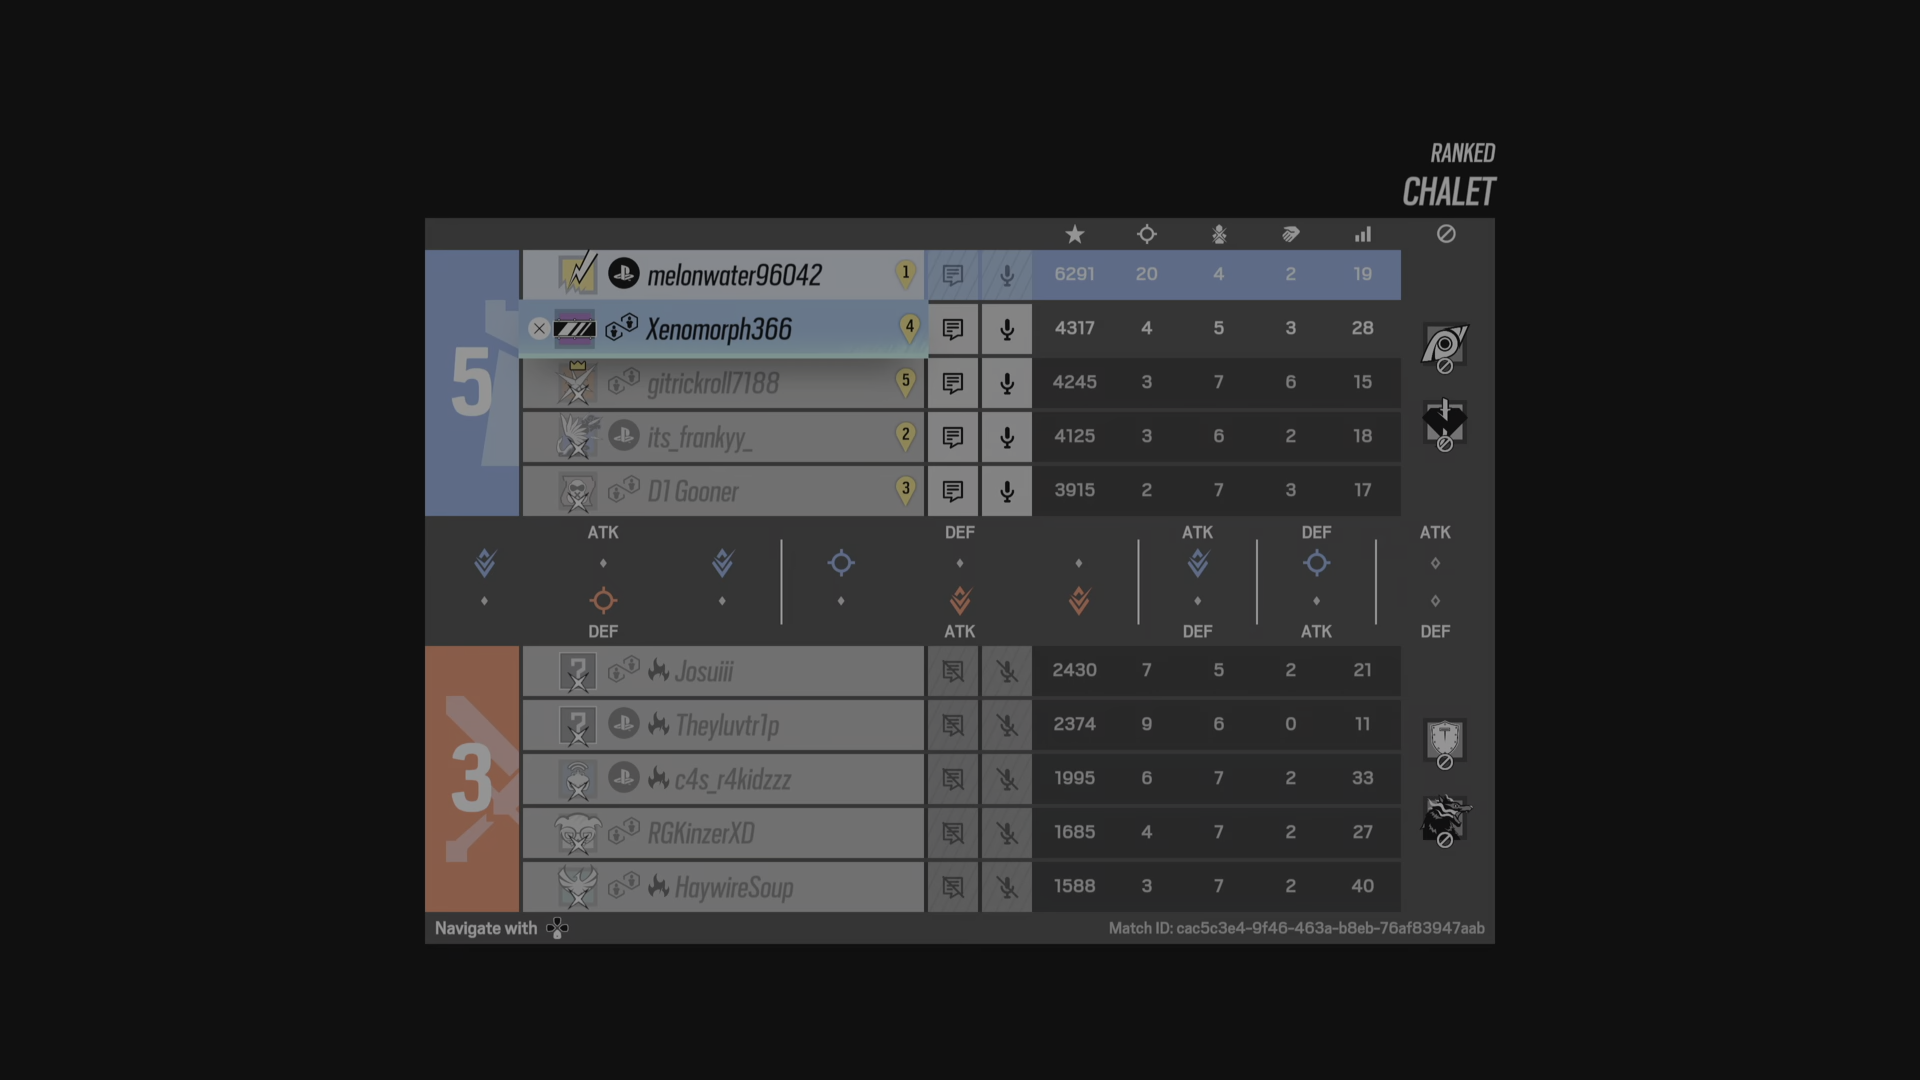 RANKED
CHALET
5
melonwater96042 1 6291 20 4 2 19
Xenomorph366 4 4317 4 5 3 28
gitrickroll7188 5 4245 3 7 6 15
its_frankyy_ 2 4125 3 6 2 18
D1 Gooner 3 3915 2 7 3 17
ATK DEF ATK DEF ATK
DEF ATK DEF ATK DEF
3
? Josuiii 2430 7 5 2 21
? Theyluvtr1p 2374 9 6 0 11
c4s_r4kidzzz 1995 6 7 2 33
RGKinzerXD 1685 4 7 2 27
HaywireSoup 1588 3 7 2 40
Navigate with Match ID: cac5c3e4-9f46-463a-b8eb-76af83947aab